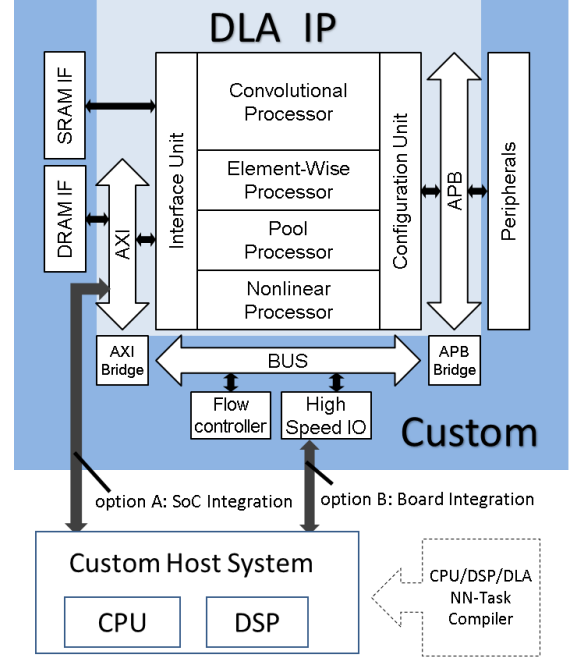 DLA IP
SRAM IF
DRAM IF
AXI
Interface Unit
Convolutional
Processor
Element-Wise
Processor
Pool
Processor
Nonlinear
Processor
Configuration Unit
APB
Peripherals
AXI
Bridge
BUS
APB
Bridge
Flow
controller
High
Speed IO
Custom
option A: SoC Integration
option B: Board Integration
Custom Host System
CPU
DSP
CPU/DSP/DLA
NN-Task
Compiler